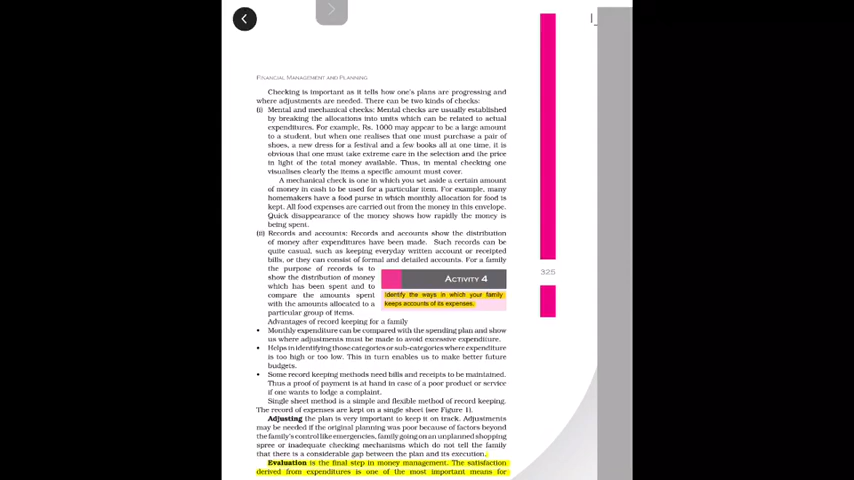 FINANCIAL MANAGEMENT AND PLANNING
Checking is important as it tells how one's plans are progressing and
where adjustments are needed. There can be two kinds of checks:
(i) Mental and mechanical checks: Mental checks are usually established
by breaking the allocations into units which can be related to actual
expenditures. For example, Rs. 1000 may appear to be a large amount
to a student, but when one realises that one must purchase a pair of
shoes, a new dress for a festival and a few books all at one time, it is
obvious that one must take extreme care in the selection and the price
in light of the total money available. Thus, in mental checking one
visualises clearly the items a specific amount must cover.
A mechanical check is one in which you set aside a certain amount
of money in cash to be used for a particular item. For example, many
homemakers have a food purse in which monthly allocation for food is
kept. All food expenses are carried out from the money in this envelope.
Quick disappearance of the money shows how rapidly the money is
being spent.
(ii) Records and accounts: Records and accounts show the distribution
of money after expenditures have been made. Such records can be
quite casual, such as keeping everyday written account or receipted
bills, or they can consist of formal and detailed accounts. For a family
the purpose of records is to
show the distribution of money
which has been spent and to
compare the amounts spent
with the amounts allocated to a
particular group of items.
ACTIVITY 4
Identify the ways in which your family
keeps accounts of its expenses.
325
Advantages of record keeping for a family
• Monthly expenditure can be compared with the spending plan and show
us where adjustments must be made to avoid excessive expenditure.
• Helps in identifying those categories or sub-categories where expenditure
is too high or too low. This in turn enables us to make better future
budgets.
• Some record keeping methods need bills and receipts to be maintained.
Thus a proof of payment is at hand in case of a poor product or service
if one wants to lodge a complaint.
Single sheet method is a simple and flexible method of record keeping.
The record of expenses are kept on a single sheet (see Figure 1).
Adjusting the plan is very important to keep it on track. Adjustments
may be needed if the original planning was poor because of factors beyond
the family's control like emergencies, family going on an unplanned shopping
spree or inadequate checking mechanisms which do not tell the family
that there is a considerable gap between the plan and its execution.
Evaluation is the final step in money management. The satisfaction
derived from expenditures is one of the most important means for